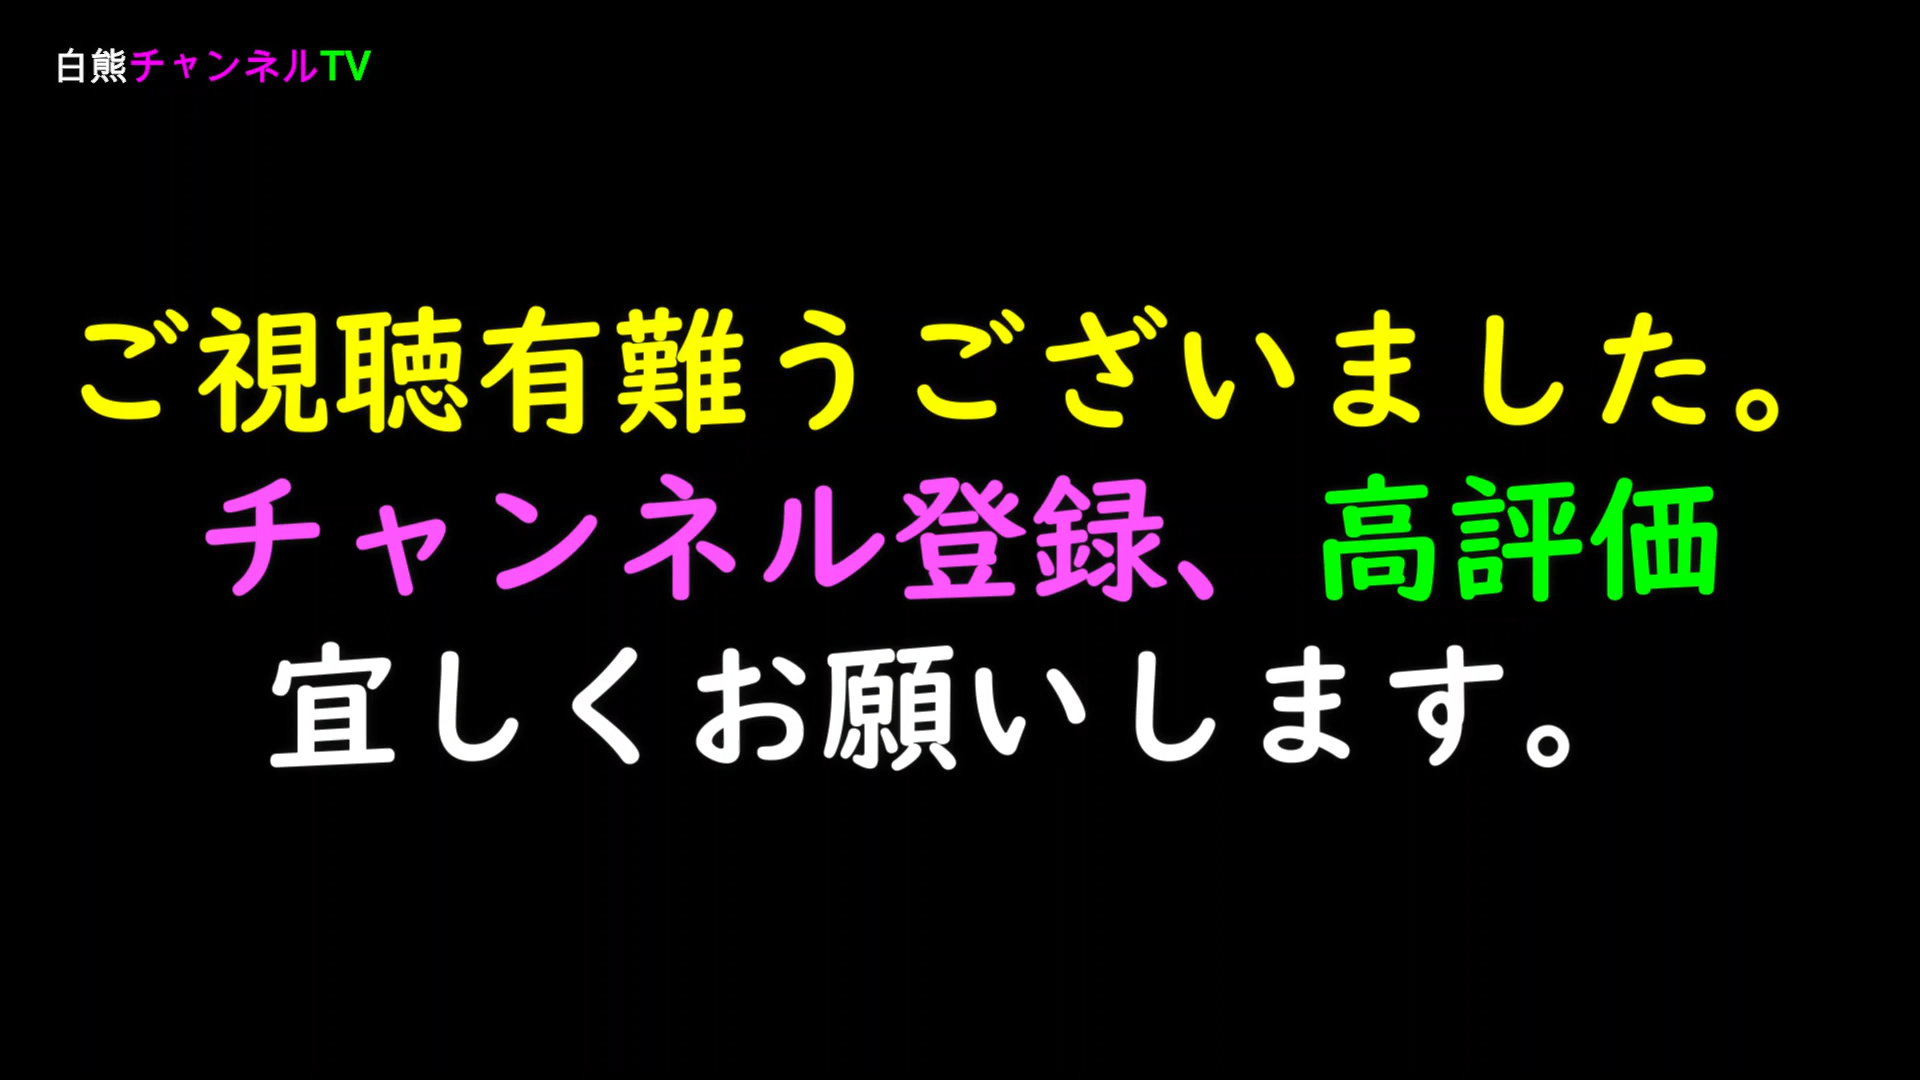 白熊チャンネルTV
ご視聴有難うございました。
チャンネル登録、高評価
宜しくお願いします。